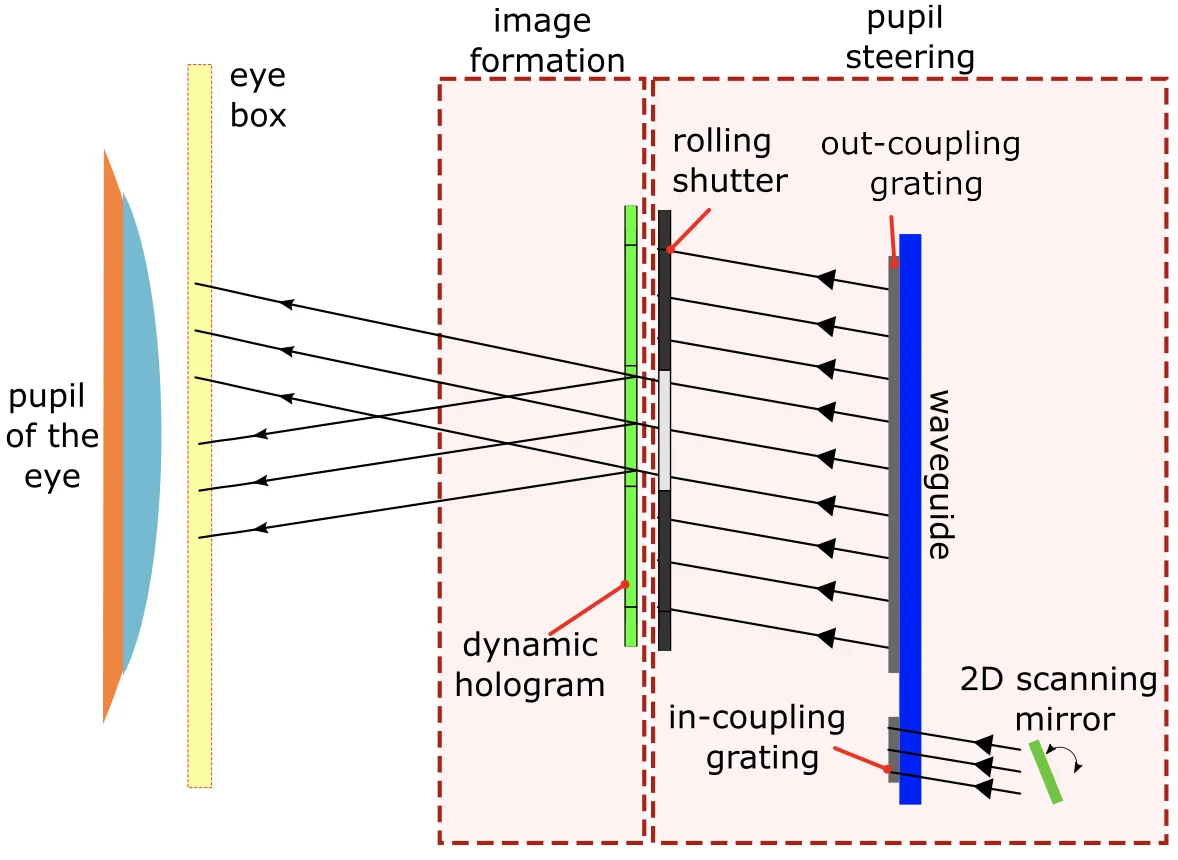 image
formation
pupil
steering
eye
box
rolling
shutter
out-coupling
grating
pupil
of the
eye
waveguide
dynamic
hologram
in-coupling
grating
2D scanning
mirror